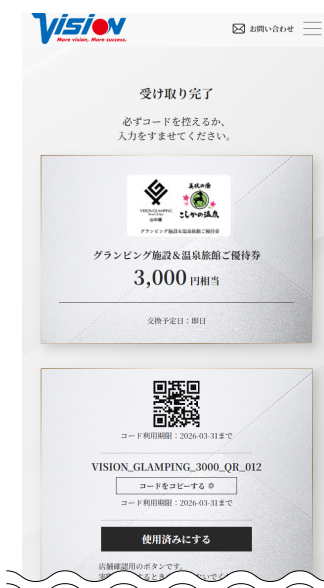 VISION
More vision, More success.
お問い合わせ
受け取り完了
必ずコードを控えるか、
入力をすませてください。
VISION GLAMPING
山中湖
美肌の湯
こしかの温泉
グランピング施設&温泉旅館ご優待券
グランピング施設&温泉旅館ご優待券
3,000 円相当
交換予定日：即日
コード利用期限：2026-03-31まで
VISION_GLAMPING_3000_QR_012
コードをコピーする
コード利用期限：2026-03-31まで
使用済みにする
店舗確認用のボタンです。